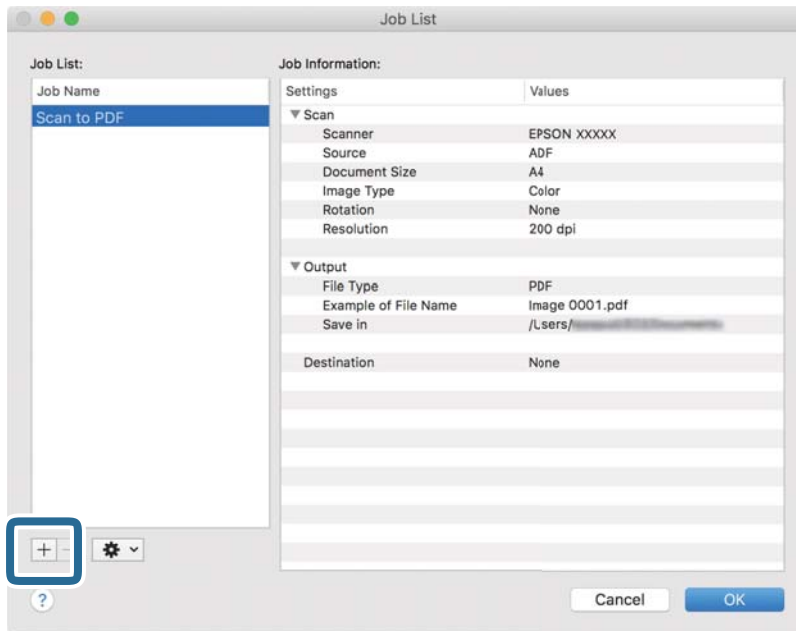 Job List
Job List:
Job Information:
Job Name
Settings Values
Scan to PDF
Scan
Scanner EPSON XXXXX
Source ADF
Document Size A4
Image Type Color
Rotation None
Resolution 200 dpi
Output
File Type PDF
Example of File Name Image 0001.pdf
Save in /Users/
Destination None
+ -
?
Cancel OK